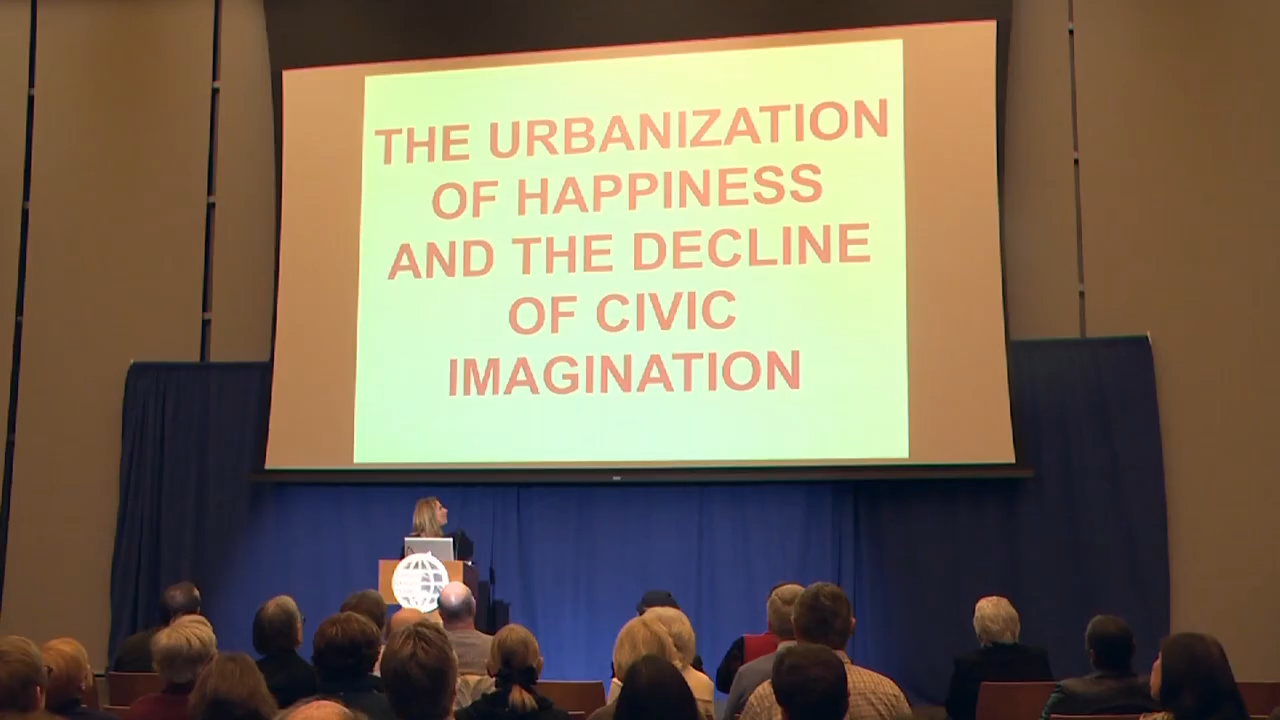 THE URBANIZATION
OF HAPPINESS
AND THE DECLINE
OF CIVIC
IMAGINATION